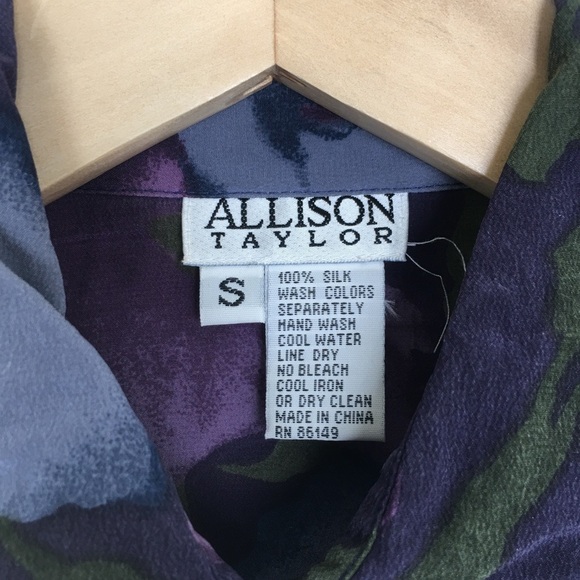 ALLISON
TAYLOR
S
100% SILK
WASH COLORS
SEPARATELY
HAND WASH
COOL WATER
LINE DRY
NO BLEACH
COOL IRON
OR DRY CLEAN
MADE IN CHINA
RN 86149